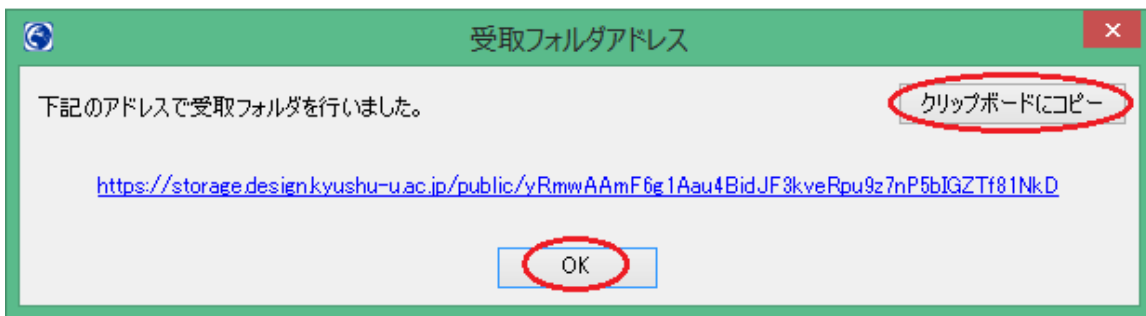 受取フォルダアドレス
下記のアドレスで受取フォルダを行いました。
クリップボードにコピー
https://storage.design.kyushu-u.ac.jp/public/yRmwAAmF6g1Aau4BidJF3kveRpu9z7nP5bIGZTf81NkD
OK